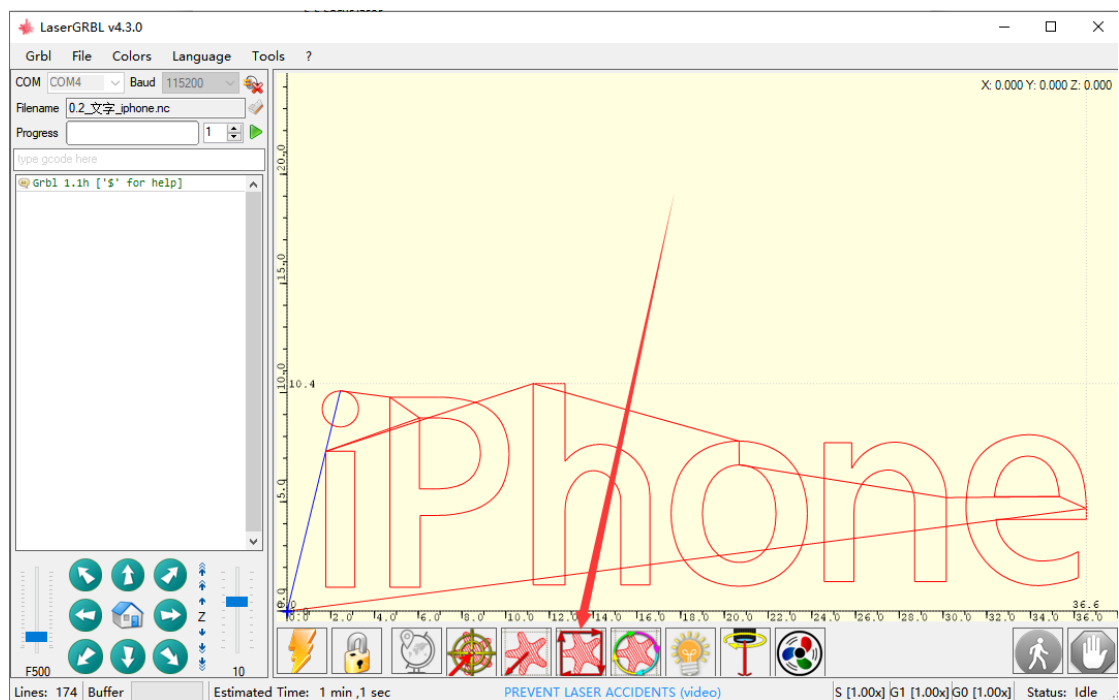 LaserGRBL v4.3.0
Grbl File Colors Language Tools ?
COM COM4 Baud 115200
Filename 0.2_文字_iphone.nc
Progress 1
type gcode here
Grbl 1.1h ['$' for help]
X: 0.000 Y: 0.000 Z: 0.000
20.0
15.0
10.0
10.4
5.0
0.0
iPhone
36.6
0.0 2.0 4.0 6.0 8.0 10.0 12.0 14.0 16.0 18.0 20.0 22.0 24.0 26.0 28.0 30.0 32.0 34.0 36.0
Z
F500 10
Lines: 174 Buffer Estimated Time: 1 min ,1 sec PREVENT LASER ACCIDENTS (video) S [1.00x] G1 [1.00x] G0 [1.00x] Status: Idle